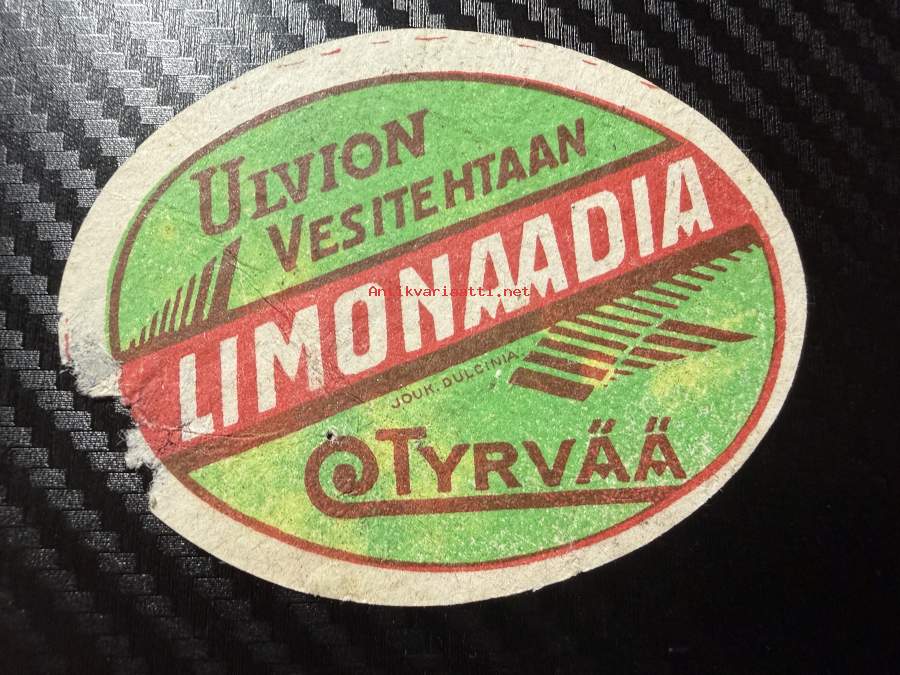 ULVION
VESITEHTAAN
LIMONAADIA
Antikvariaatti.net
JOUK. DULCINIA.
TYRVÄÄ